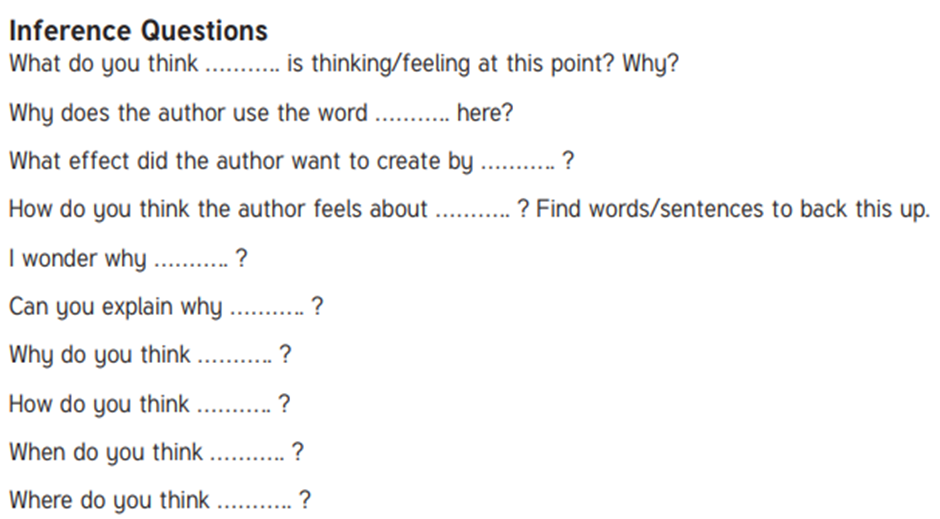 Inference Questions
What do you think ........... is thinking/feeling at this point? Why?
Why does the author use the word ........... here?
What effect did the author want to create by ........... ?
How do you think the author feels about ........... ? Find words/sentences to back this up.
I wonder why ........... ?
Can you explain why ........... ?
Why do you think ........... ?
How do you think ........... ?
When do you think ........... ?
Where do you think ........... ?